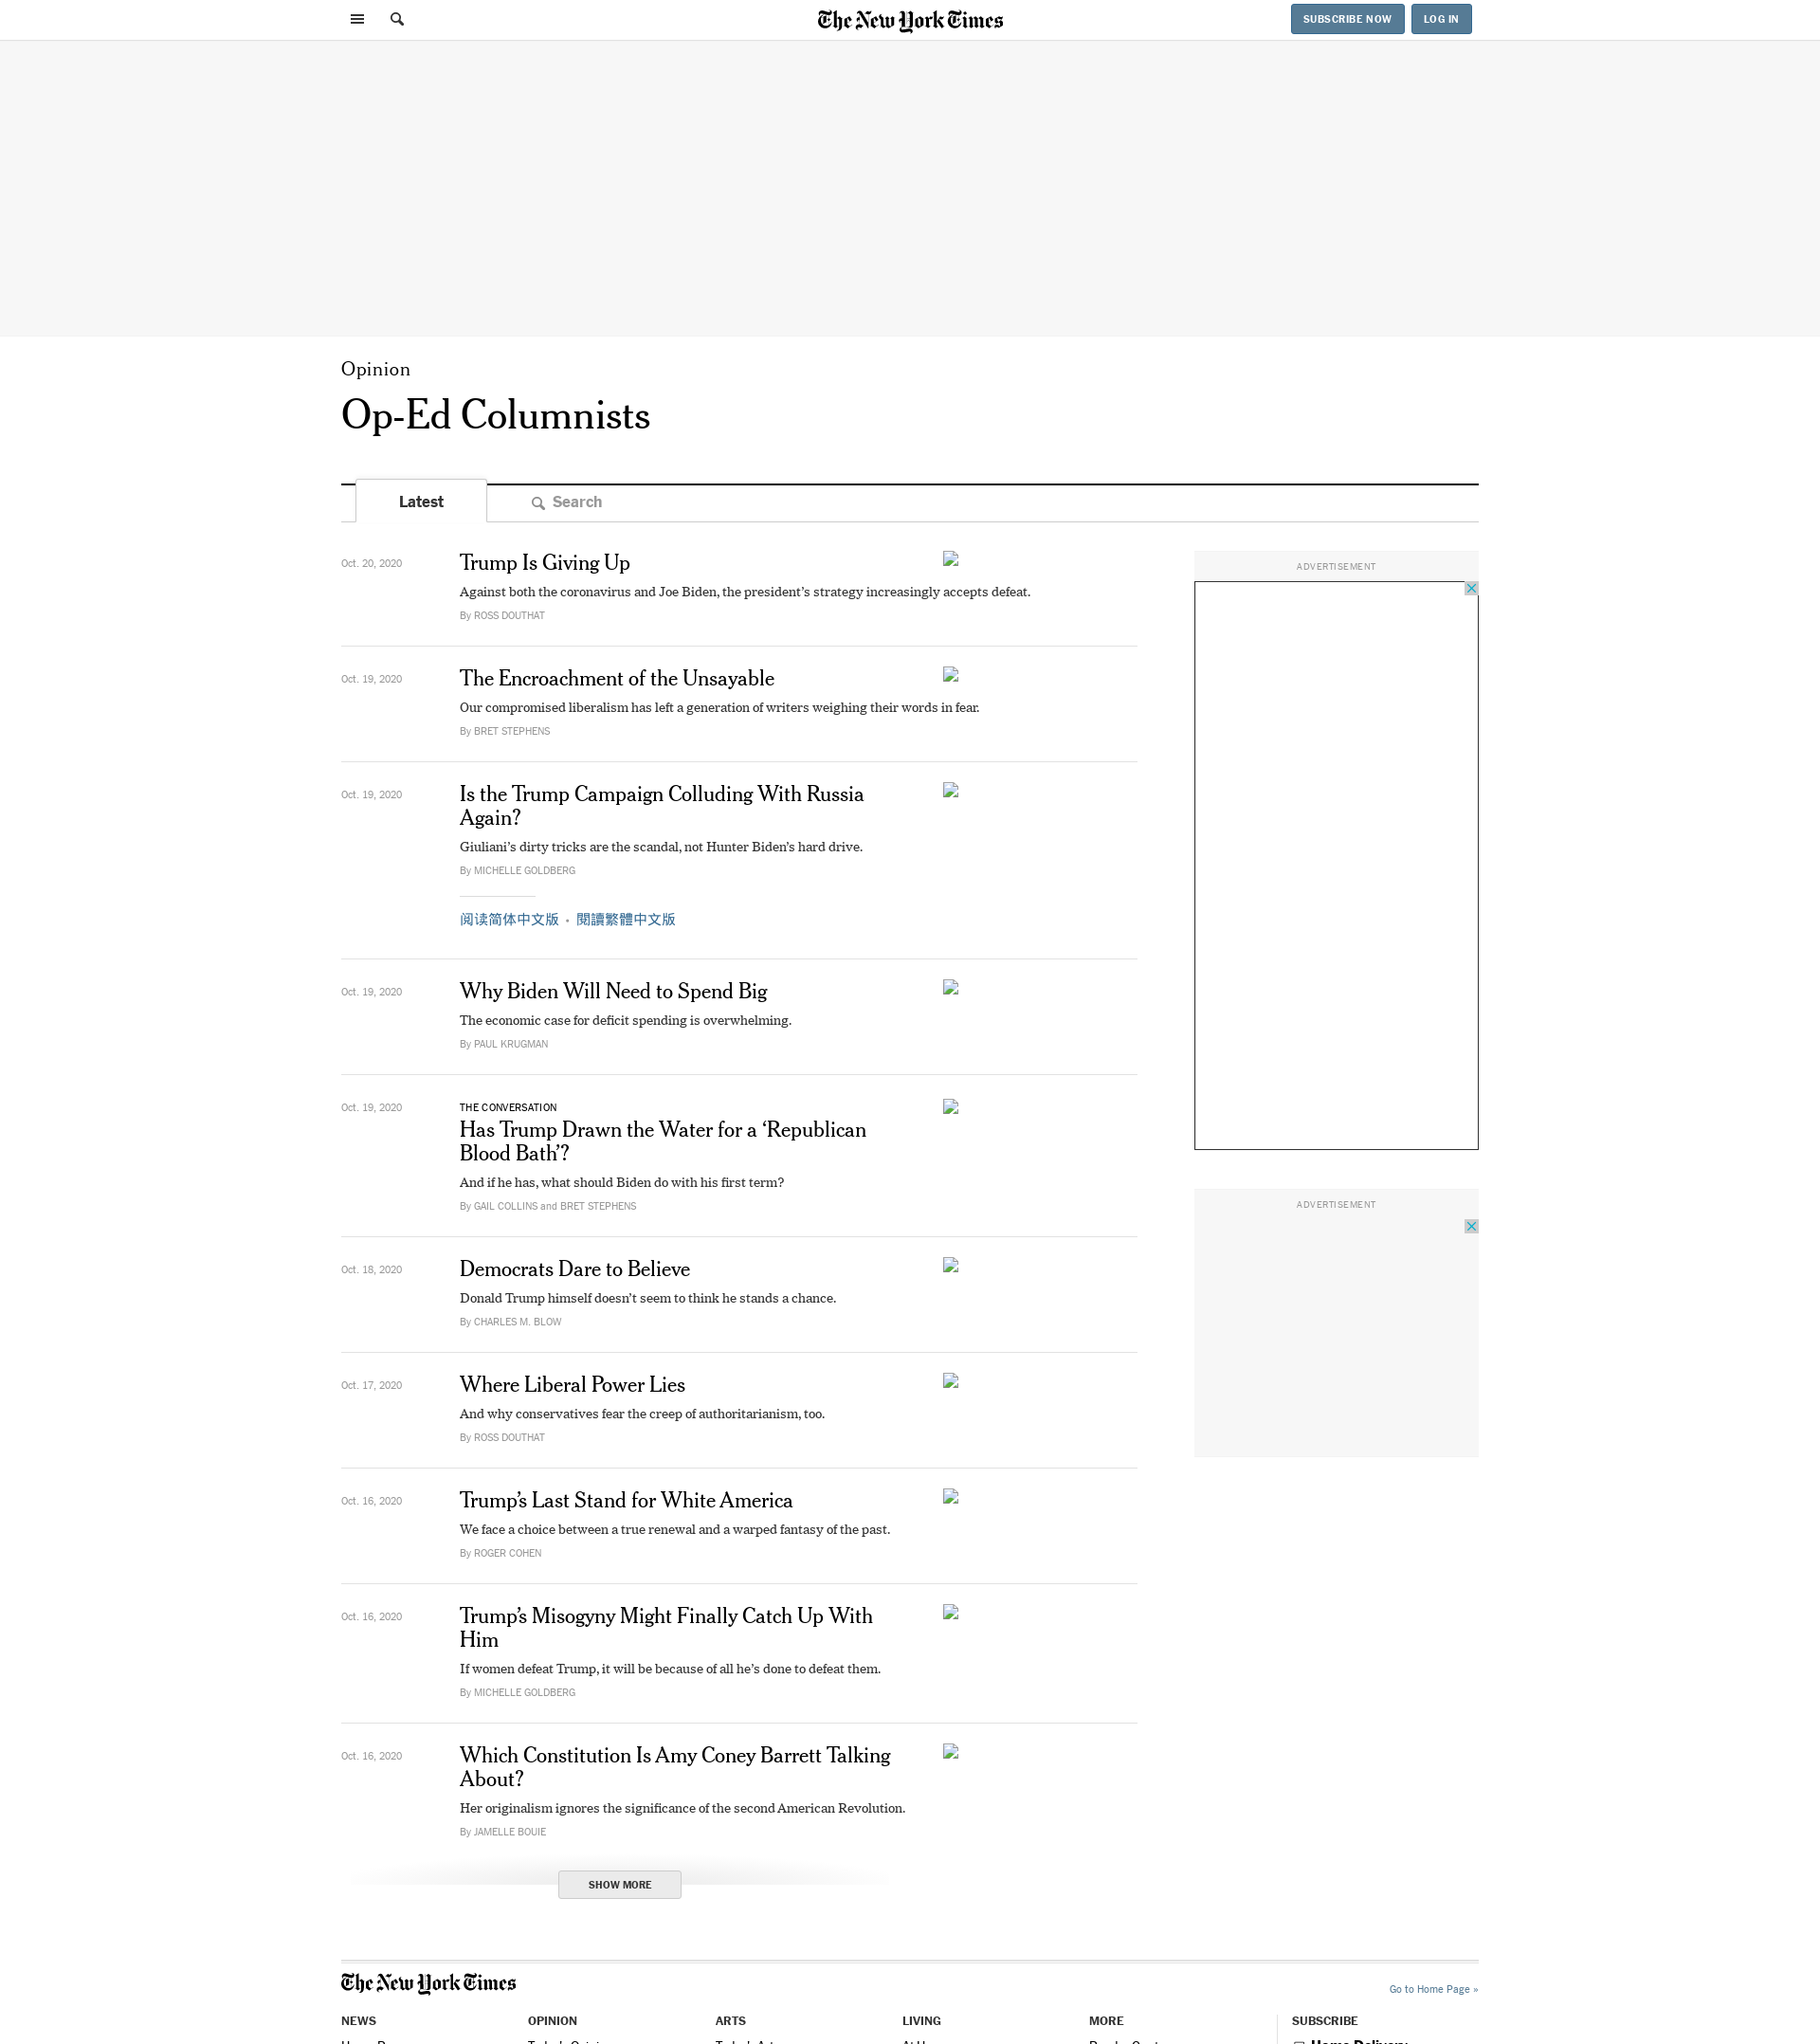 The New York Times
SUBSCRIBE NOW
LOG IN
Opinion
Op-Ed Columnists
Latest
Search
Oct. 20, 2020
Trump Is Giving Up
Against both the coronavirus and Joe Biden, the president’s strategy increasingly accepts defeat.
By ROSS DOUTHAT
ADVERTISEMENT
Oct. 19, 2020
The Encroachment of the Unsayable
Our compromised liberalism has left a generation of writers weighing their words in fear.
By BRET STEPHENS
Oct. 19, 2020
Is the Trump Campaign Colluding With Russia
Again?
Giuliani’s dirty tricks are the scandal, not Hunter Biden’s hard drive.
By MICHELLE GOLDBERG
阅读简体中文版 • 閱讀繁體中文版
Oct. 19, 2020
Why Biden Will Need to Spend Big
The economic case for deficit spending is overwhelming.
By PAUL KRUGMAN
Oct. 19, 2020
THE CONVERSATION
Has Trump Drawn the Water for a ‘Republican
Blood Bath’?
And if he has, what should Biden do with his first term?
By GAIL COLLINS and BRET STEPHENS
ADVERTISEMENT
Oct. 18, 2020
Democrats Dare to Believe
Donald Trump himself doesn’t seem to think he stands a chance.
By CHARLES M. BLOW
Oct. 17, 2020
Where Liberal Power Lies
And why conservatives fear the creep of authoritarianism, too.
By ROSS DOUTHAT
Oct. 16, 2020
Trump’s Last Stand for White America
We face a choice between a true renewal and a warped fantasy of the past.
By ROGER COHEN
Oct. 16, 2020
Trump’s Misogyny Might Finally Catch Up With
Him
If women defeat Trump, it will be because of all he’s done to defeat them.
By MICHELLE GOLDBERG
Oct. 16, 2020
Which Constitution Is Amy Coney Barrett Talking
About?
Her originalism ignores the significance of the second American Revolution.
By JAMELLE BOUIE
SHOW MORE
The New York Times
Go to Home Page »
NEWS
OPINION
ARTS
LIVING
MORE
SUBSCRIBE
Home Delivery